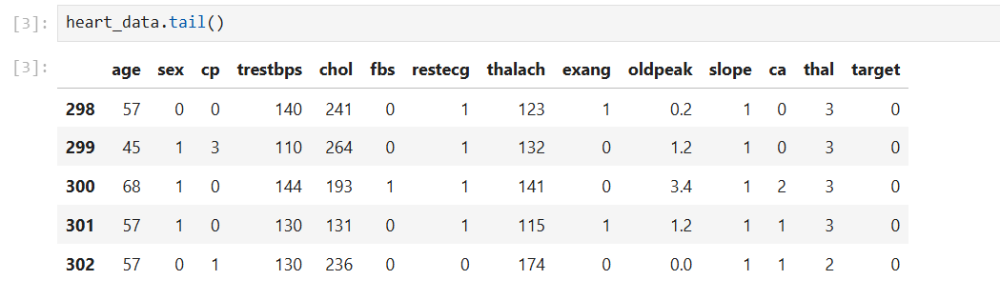 [3]: heart_data.tail()
[3]:
age sex cp trestbps chol fbs restecg thalach exang oldpeak slope ca thal target
298 57 0 0 140 241 0 1 123 1 0.2 1 0 3 0
299 45 1 3 110 264 0 1 132 0 1.2 1 0 3 0
300 68 1 0 144 193 1 1 141 0 3.4 1 2 3 0
301 57 1 0 130 131 0 1 115 1 1.2 1 1 3 0
302 57 0 1 130 236 0 0 174 0 0.0 1 1 2 0